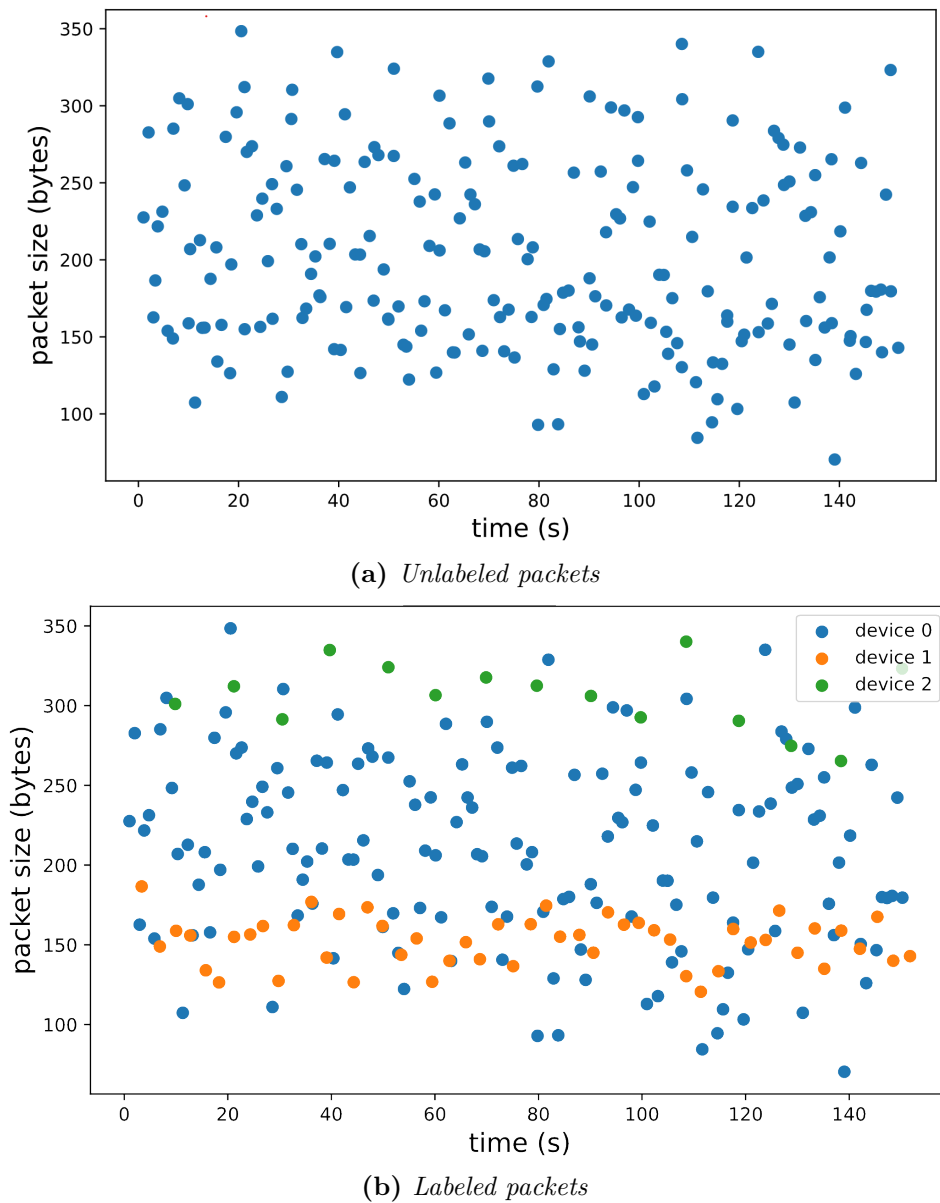 350
300
250
200
150
100
packet size (bytes)
0 20 40 60 80 100 120 140
time (s)
(a) Unlabeled packets
350
300
250
200
150
100
packet size (bytes)
device 0
device 1
device 2
0 20 40 60 80 100 120 140
time (s)
(b) Labeled packets